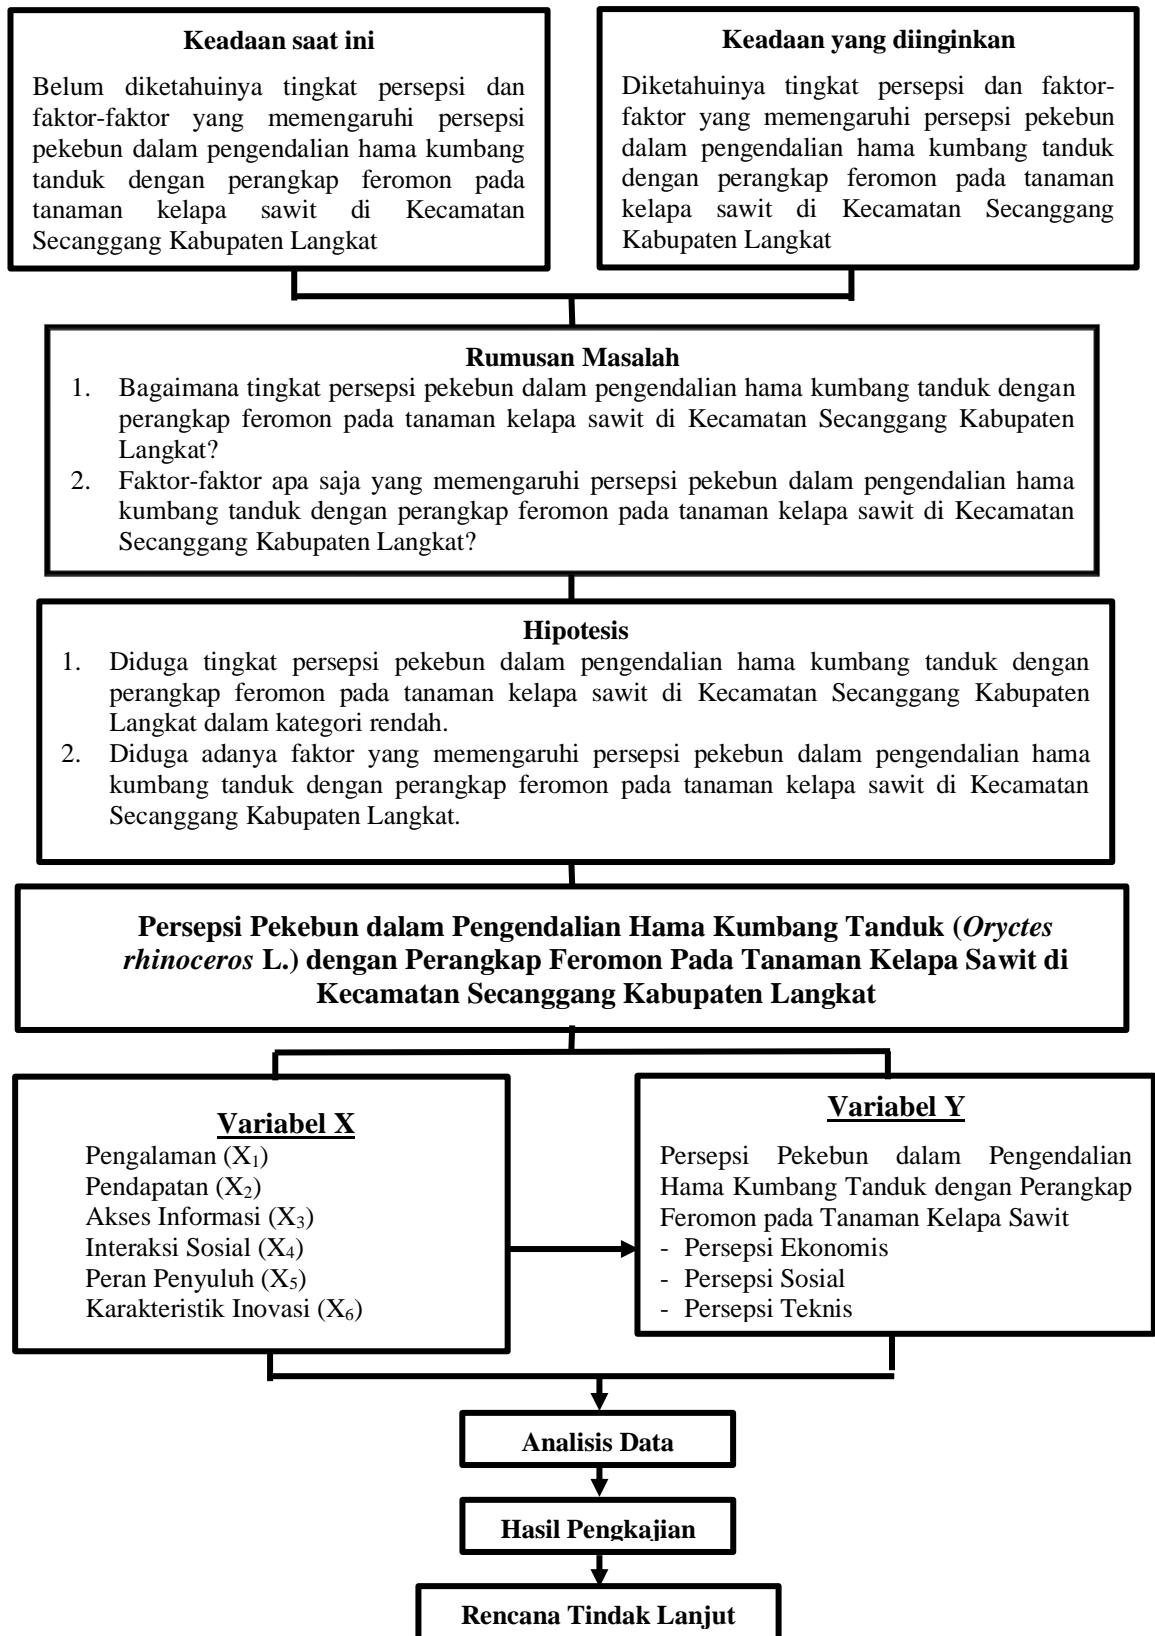 Keadaan saat ini
Belum diketahuinya tingkat persepsi dan
faktor-faktor yang memengaruhi persepsi
pekebun dalam pengendalian hama kumbang
tanduk dengan perangkap feromon pada
tanaman kelapa sawit di Kecamatan
Secanggang Kabupaten Langkat
Keadaan yang diinginkan
Diketahuinya tingkat persepsi dan faktor-
faktor yang memengaruhi persepsi pekebun
dalam pengendalian hama kumbang tanduk
dengan perangkap feromon pada tanaman
kelapa sawit di Kecamatan Secanggang
Kabupaten Langkat
Rumusan Masalah
1. Bagaimana tingkat persepsi pekebun dalam pengendalian hama kumbang tanduk dengan
perangkap feromon pada tanaman kelapa sawit di Kecamatan Secanggang Kabupaten
Langkat?
2. Faktor-faktor apa saja yang memengaruhi persepsi pekebun dalam pengendalian hama
kumbang tanduk dengan perangkap feromon pada tanaman kelapa sawit di Kecamatan
Secanggang Kabupaten Langkat?
Hipotesis
1. Diduga tingkat persepsi pekebun dalam pengendalian hama kumbang tanduk dengan
perangkap feromon pada tanaman kelapa sawit di Kecamatan Secanggang Kabupaten
Langkat dalam kategori rendah.
2. Diduga adanya faktor yang memengaruhi persepsi pekebun dalam pengendalian hama
kumbang tanduk dengan perangkap feromon pada tanaman kelapa sawit di Kecamatan
Secanggang Kabupaten Langkat.
Persepsi Pekebun dalam Pengendalian Hama Kumbang Tanduk (Oryctes
rhinoceros L.) dengan Perangkap Feromon Pada Tanaman Kelapa Sawit di
Kecamatan Secanggang Kabupaten Langkat
Variabel X
Pengalaman (X₁)
Pendapatan (X₂)
Akses Informasi (X₃)
Interaksi Sosial (X₄)
Peran Penyuluh (X₅)
Karakteristik Inovasi (X₆)
Variabel Y
Persepsi Pekebun dalam Pengendalian
Hama Kumbang Tanduk dengan Perangkap
Feromon pada Tanaman Kelapa Sawit
- Persepsi Ekonomis
- Persepsi Sosial
- Persepsi Teknis
Analisis Data
Hasil Pengkajian
Rencana Tindak Lanjut